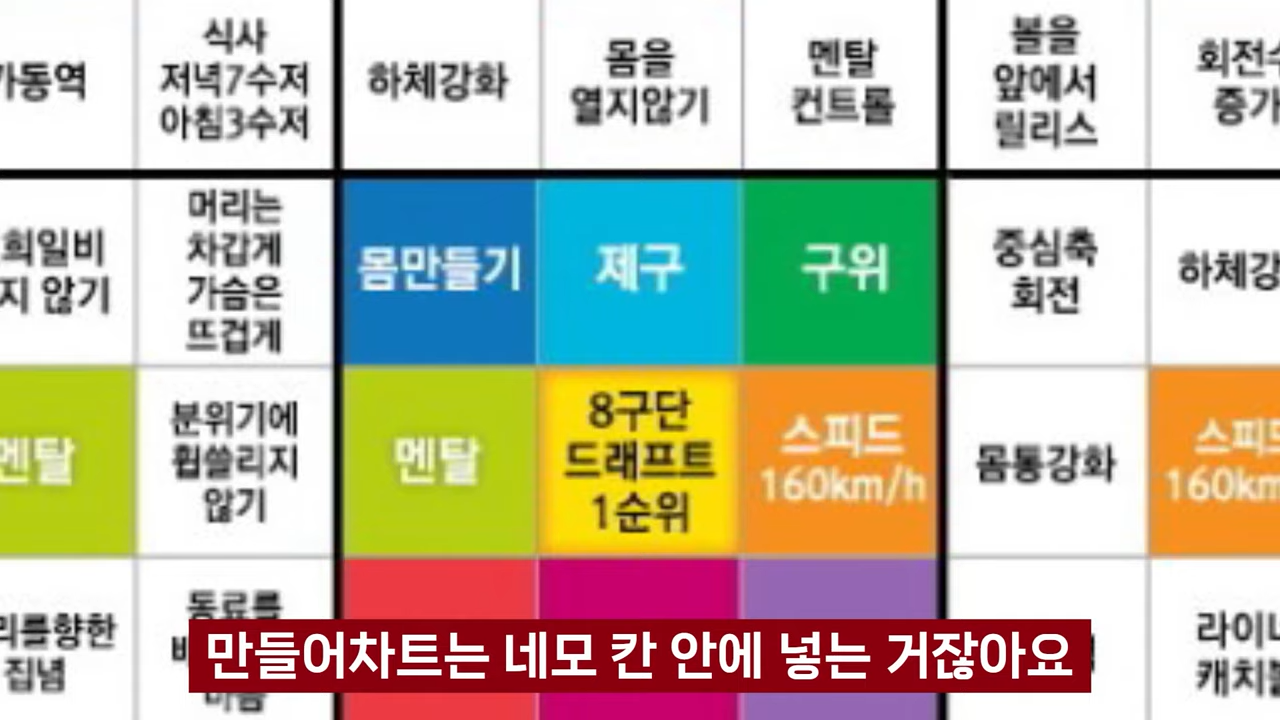 가동역
식사
저녁7수저
아침3수저
하체강화
몸을
열지않기
멘탈
컨트롤
볼을
앞에서
릴리스
회전수
증가
희일비
지 않기
머리는
차갑게
가슴은
뜨겁게
몸만들기
제구
구위
중심축
회전
하체강
멘탈
분위기에
휩쓸리지
않기
멘탈
8구단
드래프트
1순위
스피드
160km/h
몸통강화
스피드
160km
리를향한
집념
동료를
마음
라이너
캐치볼
만들어차트는 네모 칸 안에 넣는 거잖아요